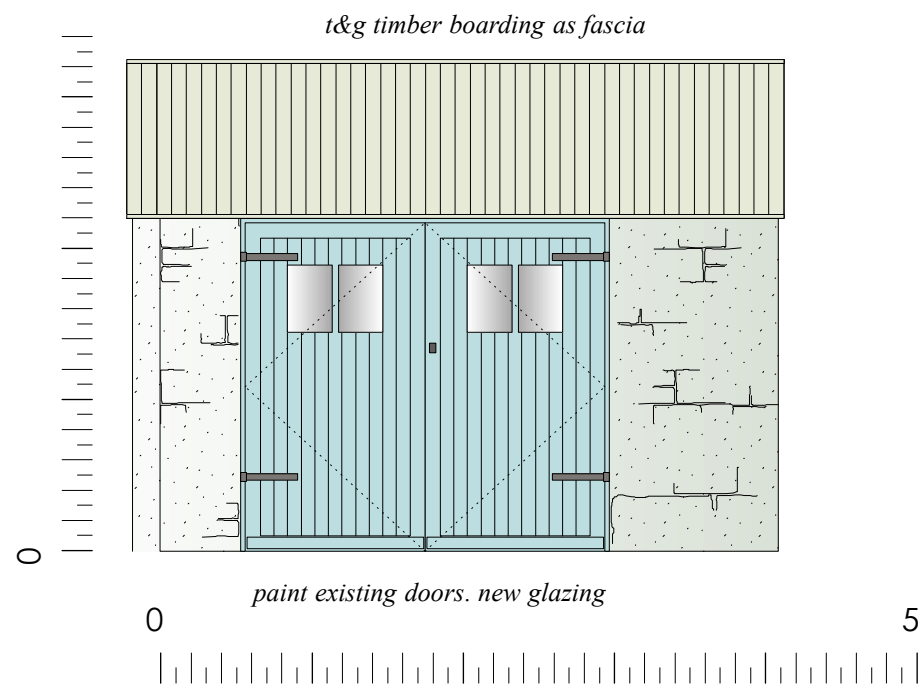 t&g timber boarding as fascia
0
paint existing doors. new glazing
0 5